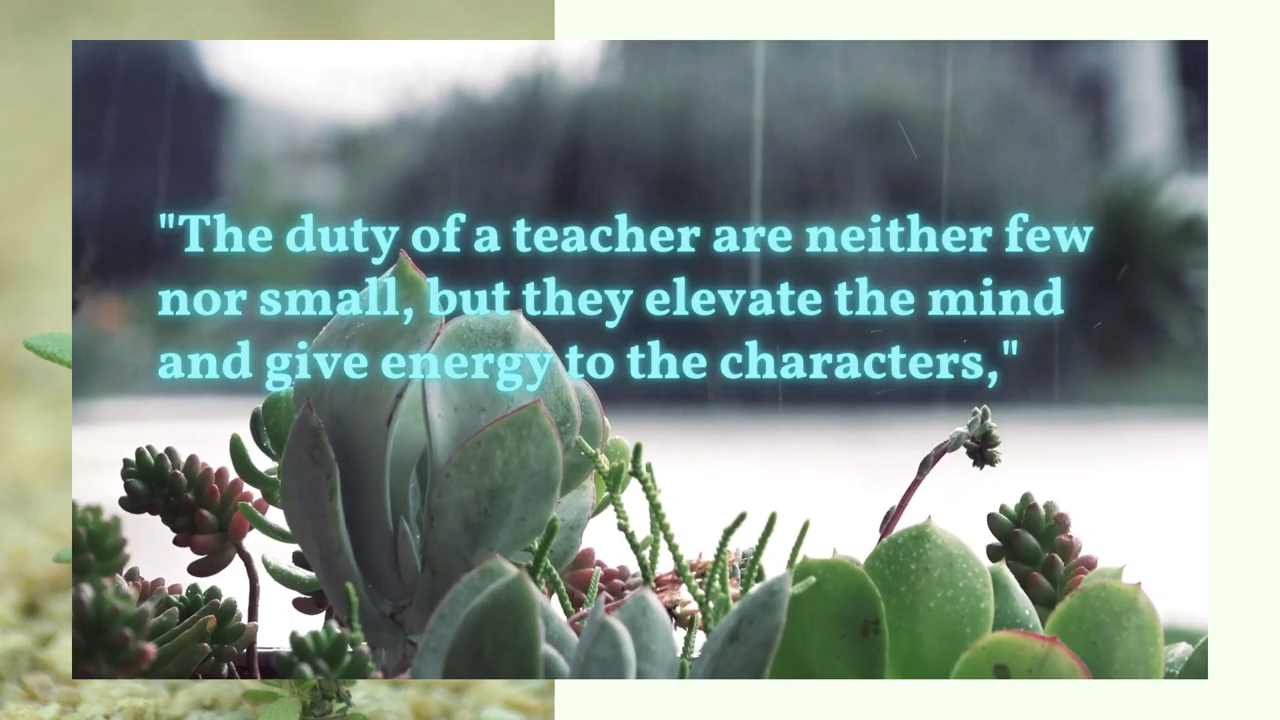 "The duty of a teacher are neither few
nor small, but they elevate the mind
and give energy to the characters,"